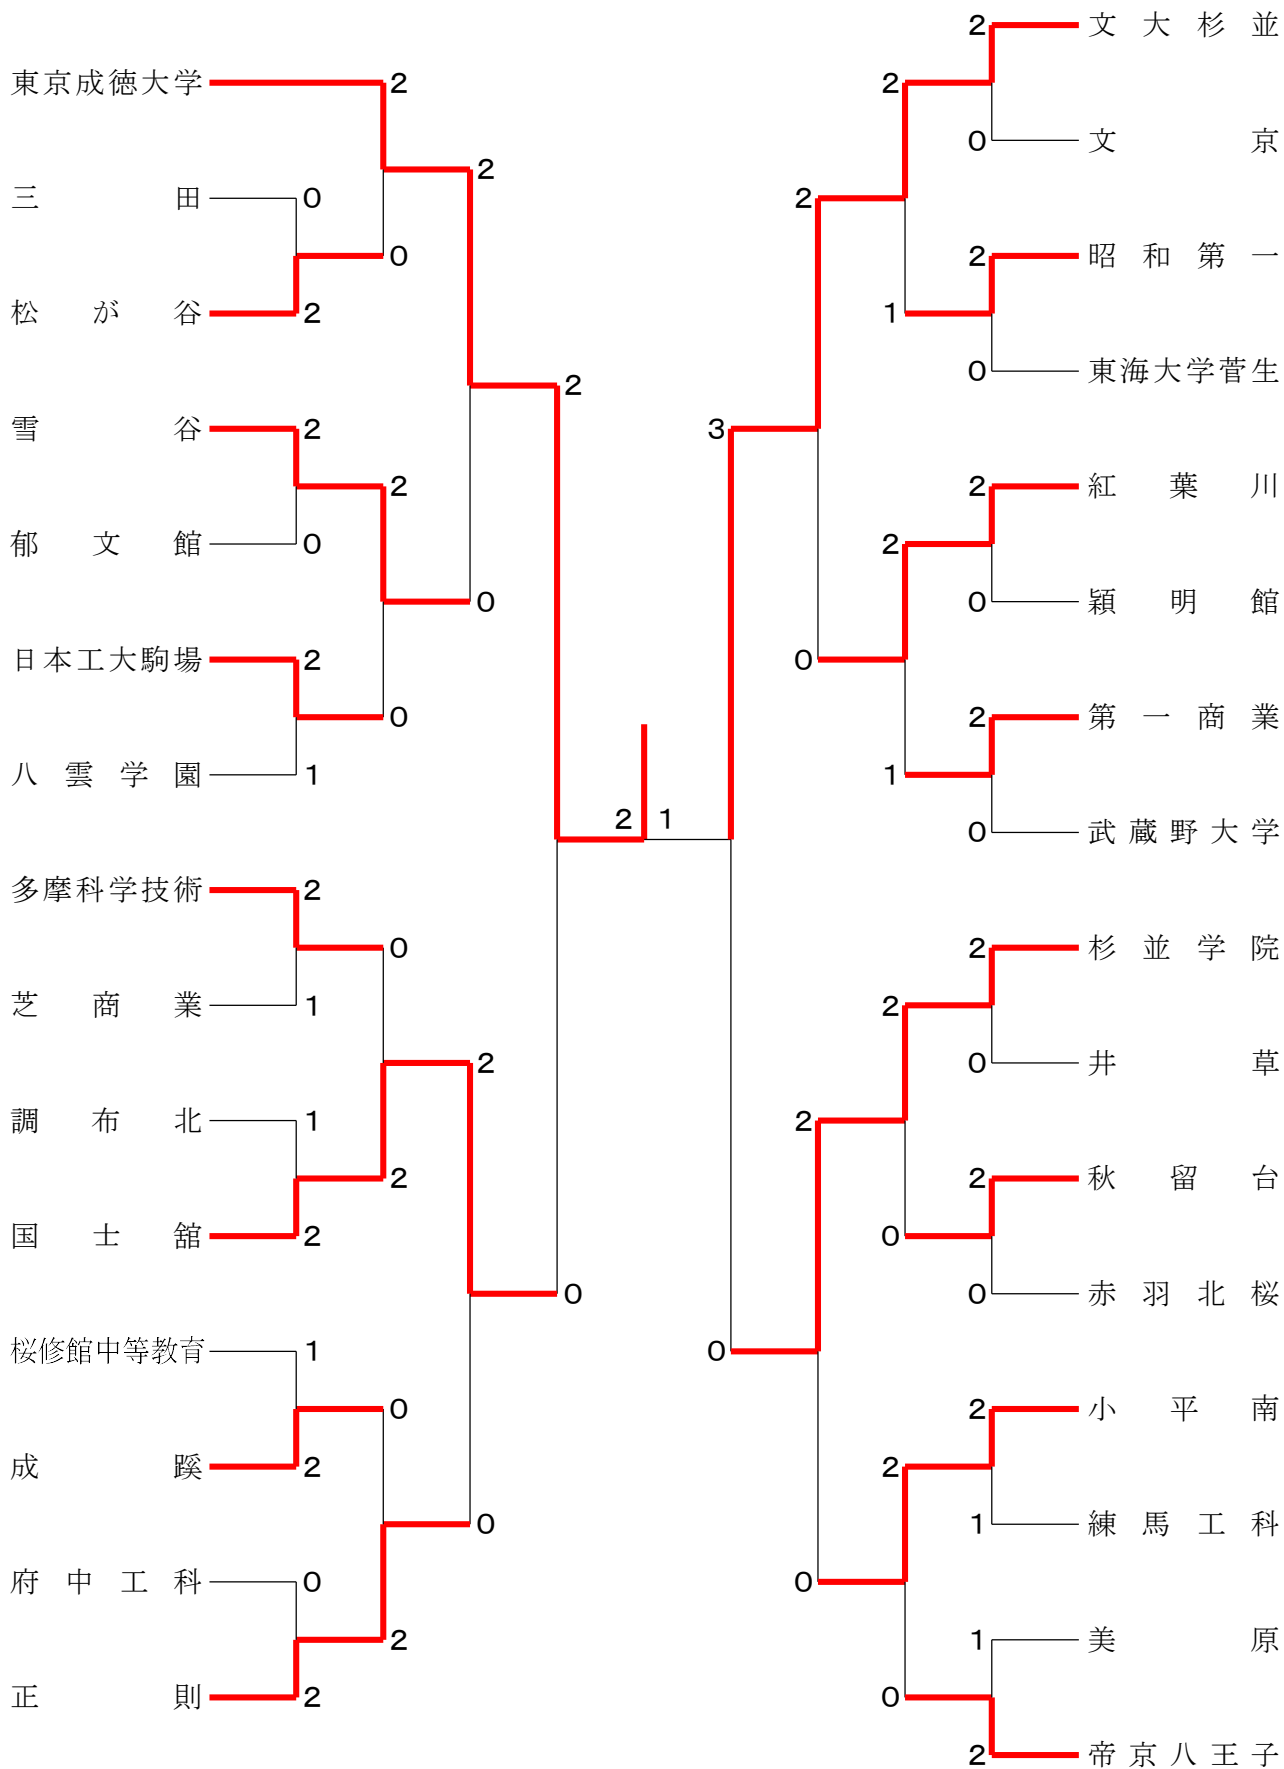 東京成徳大学
三田
松が谷
雪谷
郁文館
日本工大駒場
八雲学園
多摩科学技術
芝商業
調布北
国士舘
桜修館中等教育
成蹊
府中工科
正則
2
0
2
2
0
2
1
2
1
1
2
1
2
0
2
2
0
2
0
0
2
0
2
2
0
2
0
2
0
2 1
3
0
2
0
2
0
2
1
2
1
2
0
2
0
2
0
2
0
2
0
2
0
2
0
2
0
2
1
1
2
文大杉並
文京
昭和第一
東海大学菅生
紅葉川
穎明館
第一商業
武蔵野大学
杉並学院
井草
秋留台
赤羽北桜
小平南
練馬工科
美原
帝京八王子